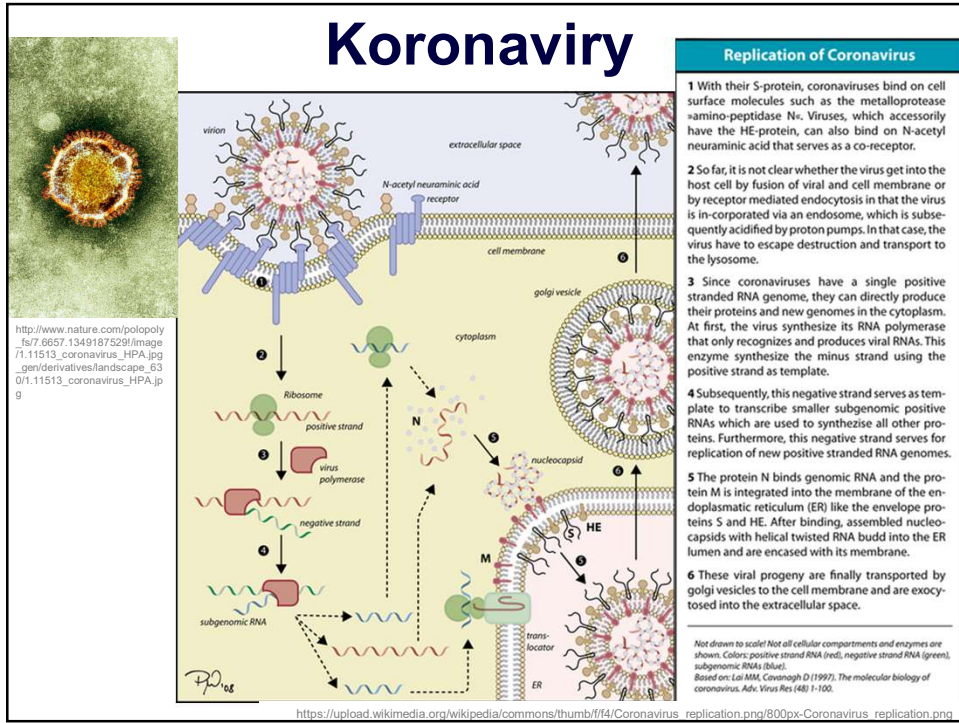 Koronaviry
http://www.nature.com/polopoly
_fs/7.6657.1349187529!/image
/1.11513_coronavirus_HPA.jpg
_gen/derivatives/landscape_63
0/1.11513_coronavirus_HPA.jp
g
virion
extracellular space
N-acetyl neuraminic acid
receptor
cell membrane
1
6
golgi vesicle
cytoplasm
2
Ribosome
positive strand
N
5
nucleocapsid
3
virus
polymerase
6
negative strand
HE
S
4
M
5
subgenomic RNA
trans-
locator
ER
'08
Replication of Coronavirus
1 With their S-protein, coronaviruses bind on cell
surface molecules such as the metalloprotease
»amino-peptidase N«. Viruses, which accessorily
have the HE-protein, can also bind on N-acetyl
neuraminic acid that serves as a co-receptor.
2 So far, it is not clear whether the virus get into the
host cell by fusion of viral and cell membrane or
by receptor mediated endocytosis in that the virus
is in-corporated via an endosome, which is subse-
quently acidified by proton pumps. In that case, the
virus have to escape destruction and transport to
the lysosome.
3 Since coronaviruses have a single positive
stranded RNA genome, they can directly produce
their proteins and new genomes in the cytoplasm.
At first, the virus synthesize its RNA polymerase
that only recognizes and produces viral RNAs. This
enzyme synthesize the minus strand using the
positive strand as template.
4 Subsequently, this negative strand serves as tem-
plate to transcribe smaller subgenomic positive
RNAs which are used to synthezise all other pro-
teins. Furthermore, this negative strand serves for
replication of new positive stranded RNA genomes.
5 The protein N binds genomic RNA and the pro-
tein M is integrated into the membrane of the en-
doplasmatic reticulum (ER) like the envelope pro-
teins S and HE. After binding, assembled nucleo-
capsids with helical twisted RNA budd into the ER
lumen and are encased with its membrane.
6 These viral progeny are finally transported by
golgi vesicles to the cell membrane and are exocy-
tosed into the extracellular space.
Not drawn to scale! Not all cellular compartments and enzymes are
shown. Colors: positive strand RNA (red), negative strand RNA (green),
subgenomic RNAs (blue).
Based on: Lai MM, Cavanagh D (1997). The molecular biology of
coronavirus. Adv. Virus Res (48) 1-100.
https://upload.wikimedia.org/wikipedia/commons/thumb/f/f4/Coronavirus_replication.png/800px-Coronavirus_replication.png